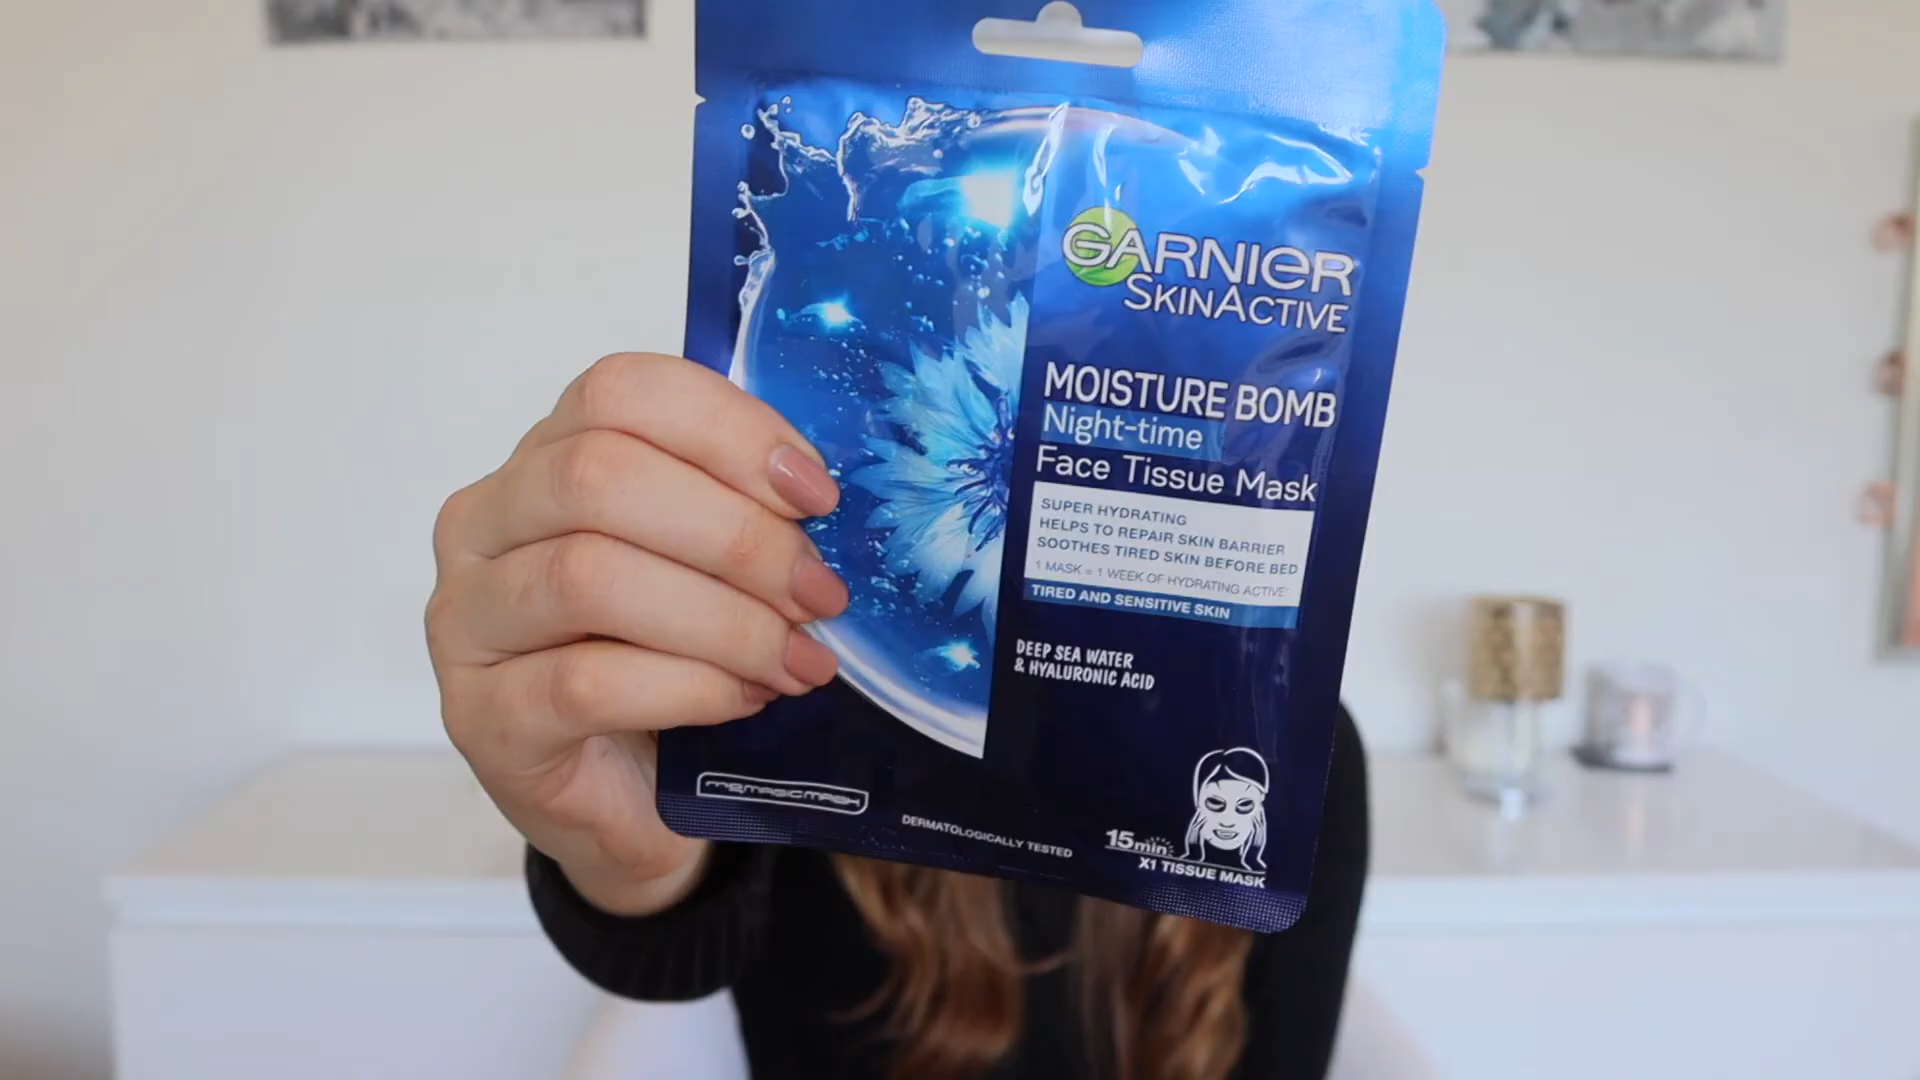 GARNIER
SKINACTIVE
MOISTURE BOMB
Night-time
Face Tissue Mask
SUPER HYDRATING
HELPS TO REPAIR SKIN BARRIER
SOOTHES TIRED SKIN BEFORE BED
1 MASK = 1 WEEK OF HYDRATING ACTIVE
TIRED AND SENSITIVE SKIN
DEEP SEA WATER
& HYALURONIC ACID
DERMATOLOGICALLY TESTED
15min
X1 TISSUE MASK